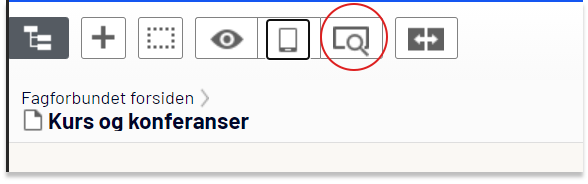 Fagforbundet forsiden
Kurs og konferanser